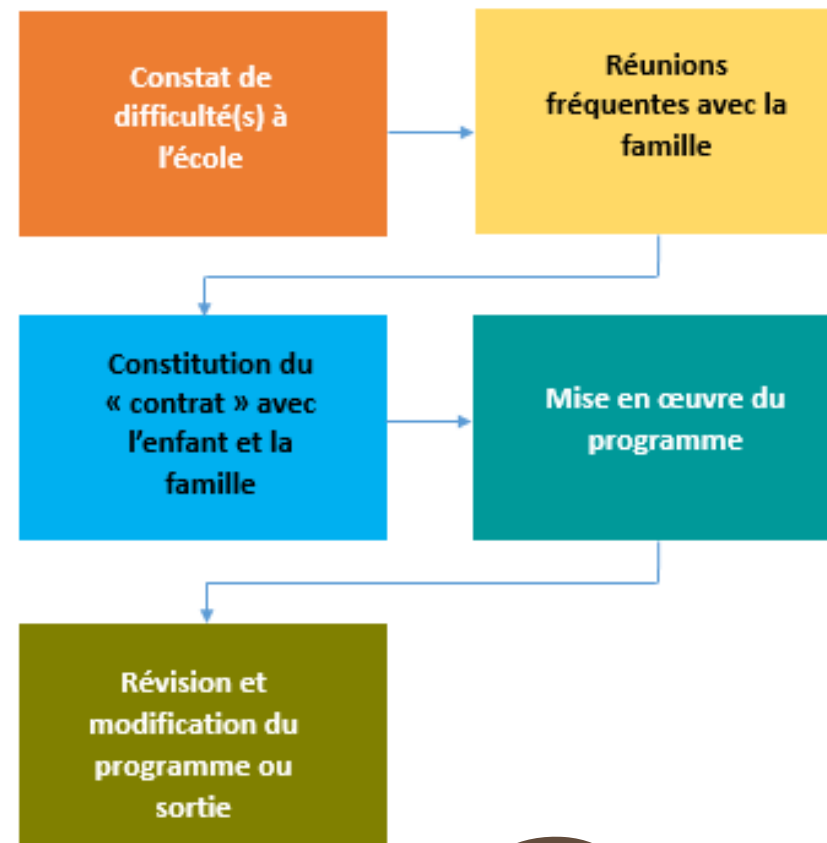 Constat de
difficulté(s) à
l'école
Réunions
fréquentes avec la
famille
Constitution du
« contrat » avec
l'enfant et la
famille
Mise en œuvre du
programme
Révision et
modification du
programme ou
sortie